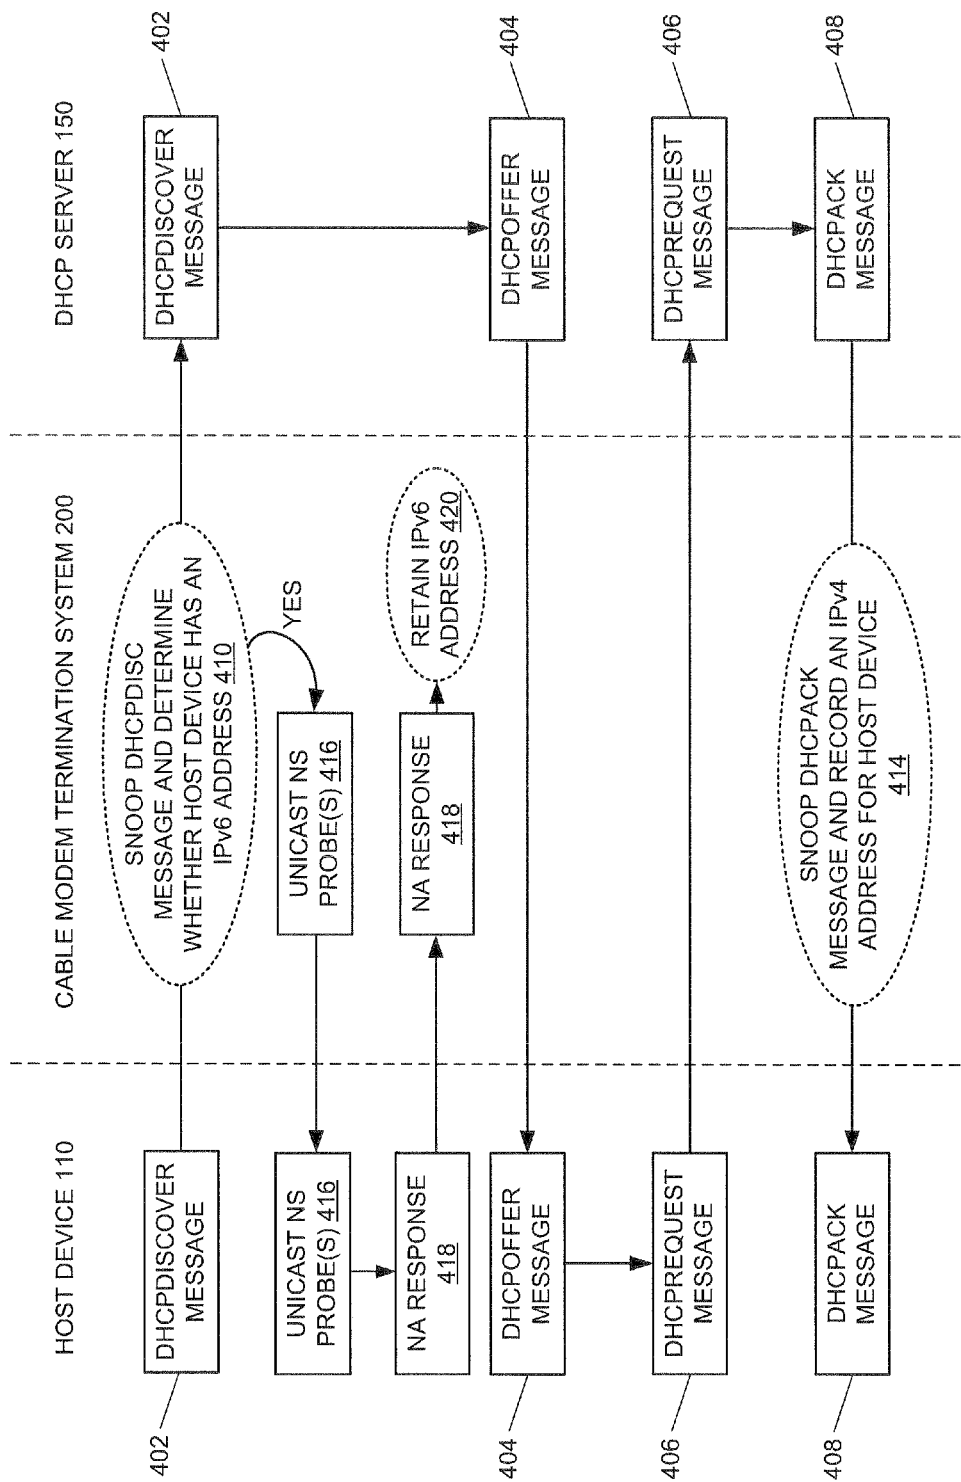 HOST DEVICE 110
CABLE MODEM TERMINATION SYSTEM 200
DHCP SERVER 150
402
DHCPDISCOVER
MESSAGE
SNOOP DHCPDISC
MESSAGE AND DETERMINE
WHETHER HOST DEVICE HAS AN
IPv6 ADDRESS 410
DHCPDISCOVER
MESSAGE
402
YES
UNICAST NS
PROBE(S) 416
UNICAST NS
PROBE(S) 416
NA RESPONSE
418
NA RESPONSE
418
RETAIN IPv6
ADDRESS 420
404
DHCPOFFER
MESSAGE
DHCPOFFER
MESSAGE
404
406
DHCPREQUEST
MESSAGE
DHCPREQUEST
MESSAGE
406
408
DHCPACK
MESSAGE
SNOOP DHCPACK
MESSAGE AND RECORD AN IPv4
ADDRESS FOR HOST DEVICE
414
DHCPACK
MESSAGE
408